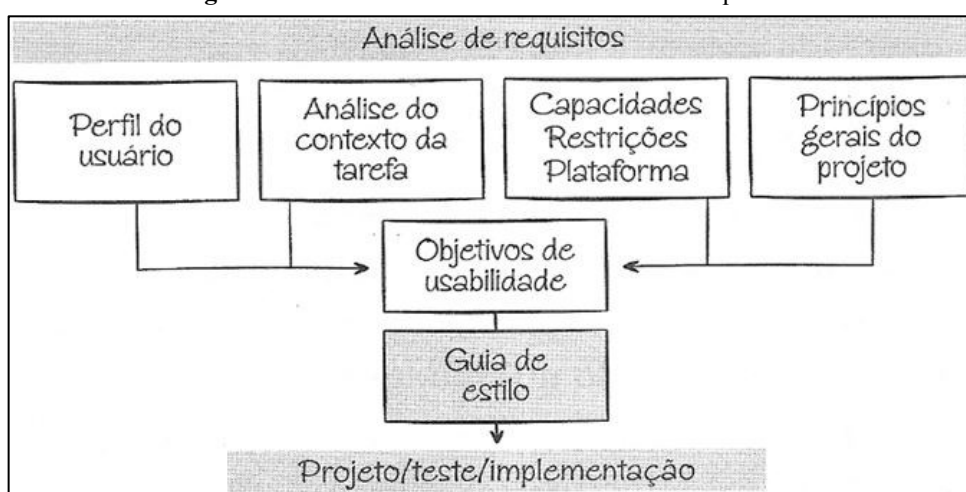 Análise de requisitos
Perfil do
usuário
Análise do
contexto da
tarefa
Capacidades
Restrições
Plataforma
Princípios
gerais do
projeto
Objetivos de
usabilidade
Guia de
estilo
Projeto/teste/implementação